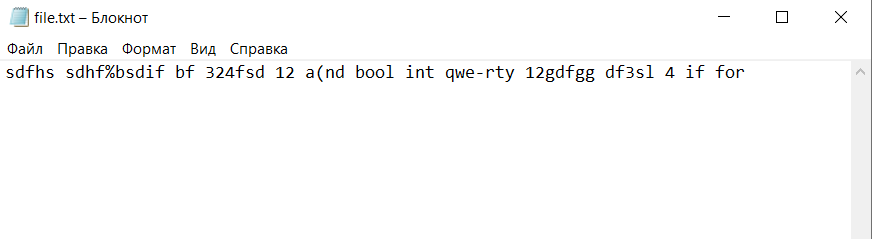 file.txt – Блокнот
Файл Правка Формат Вид Справка
sdfhs sdhf%bsdif bf 324fsd 12 a(nd bool int qwe-rty 12gdfgg df3sl 4 if for